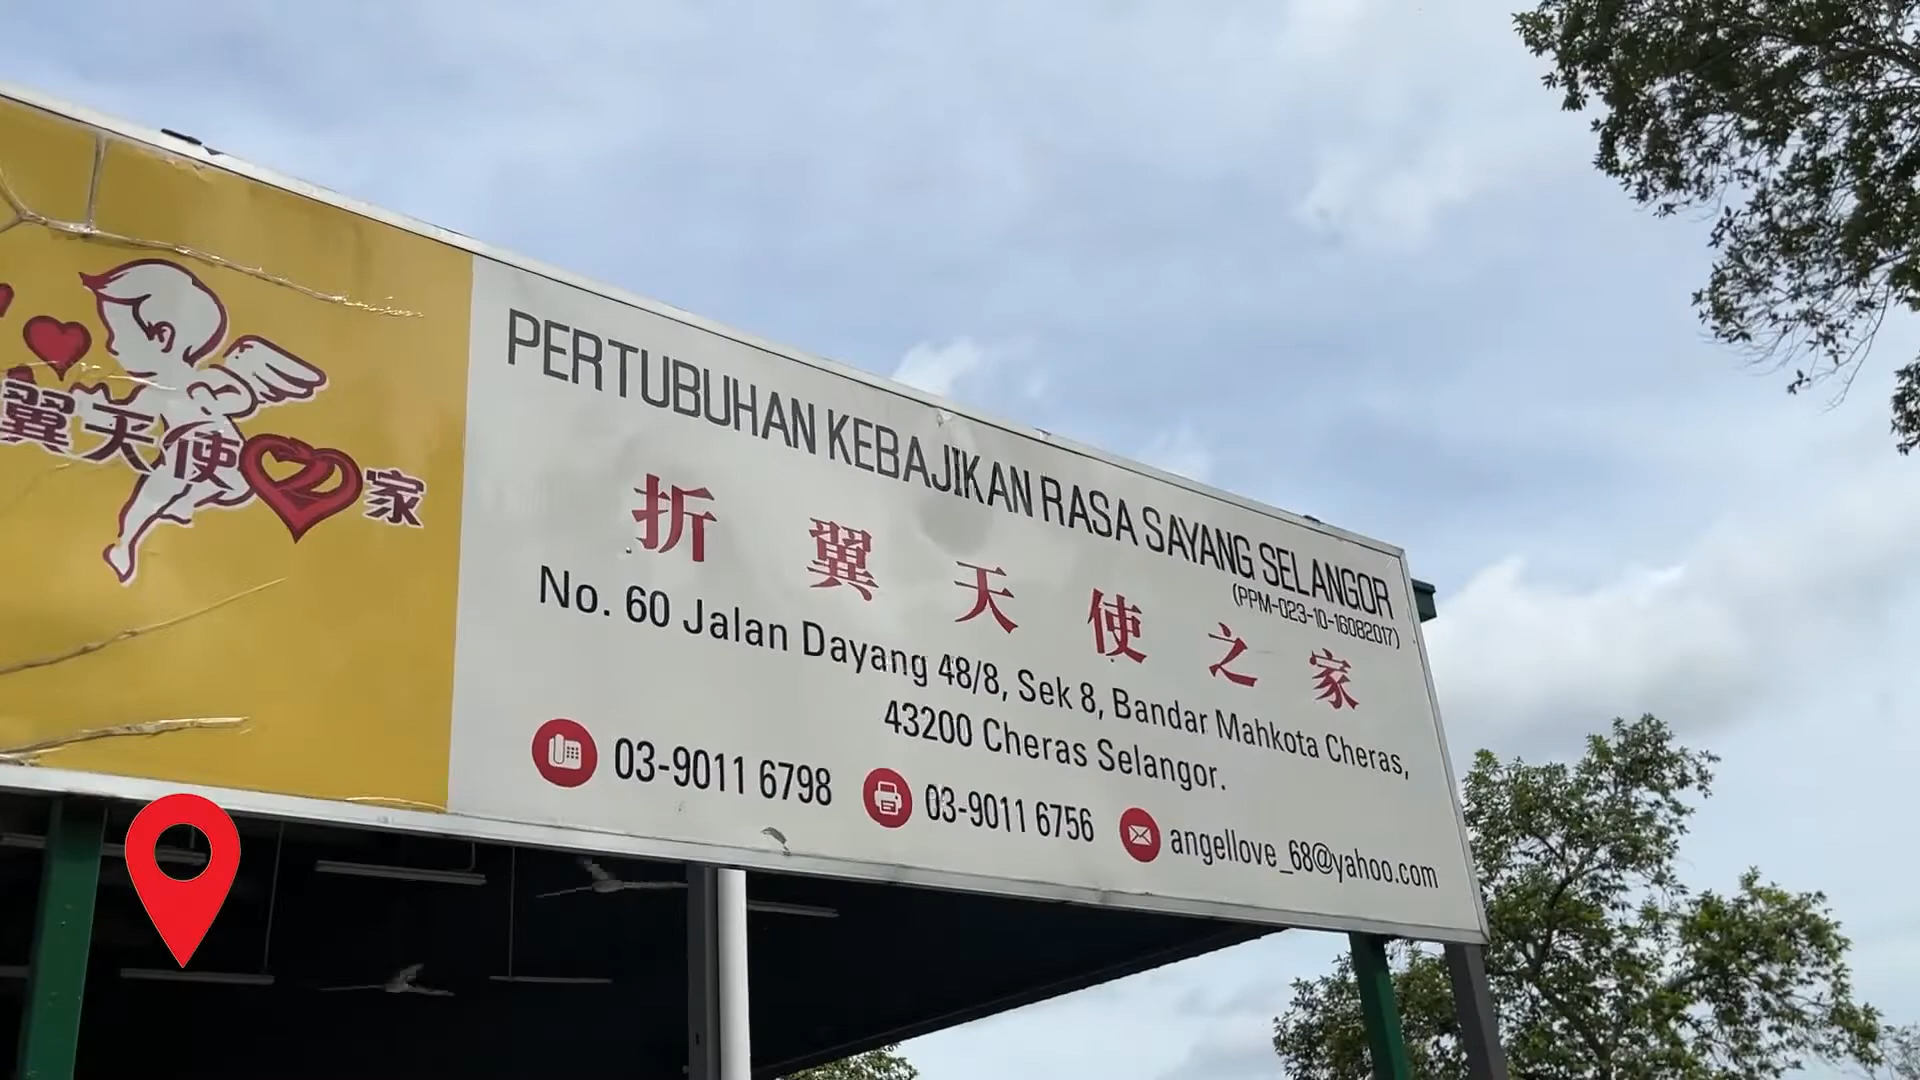 翼天使 家
PERTUBUHAN KEBAJIKAN RASA SAYANG SELANGOR
(PPM-023-10-16082017)
折翼天使之家
No. 60 Jalan Dayang 48/8, Sek 8, Bandar Mahkota Cheras,
43200 Cheras Selangor.
03-9011 6798 03-9011 6756 angellove_68@yahoo.com